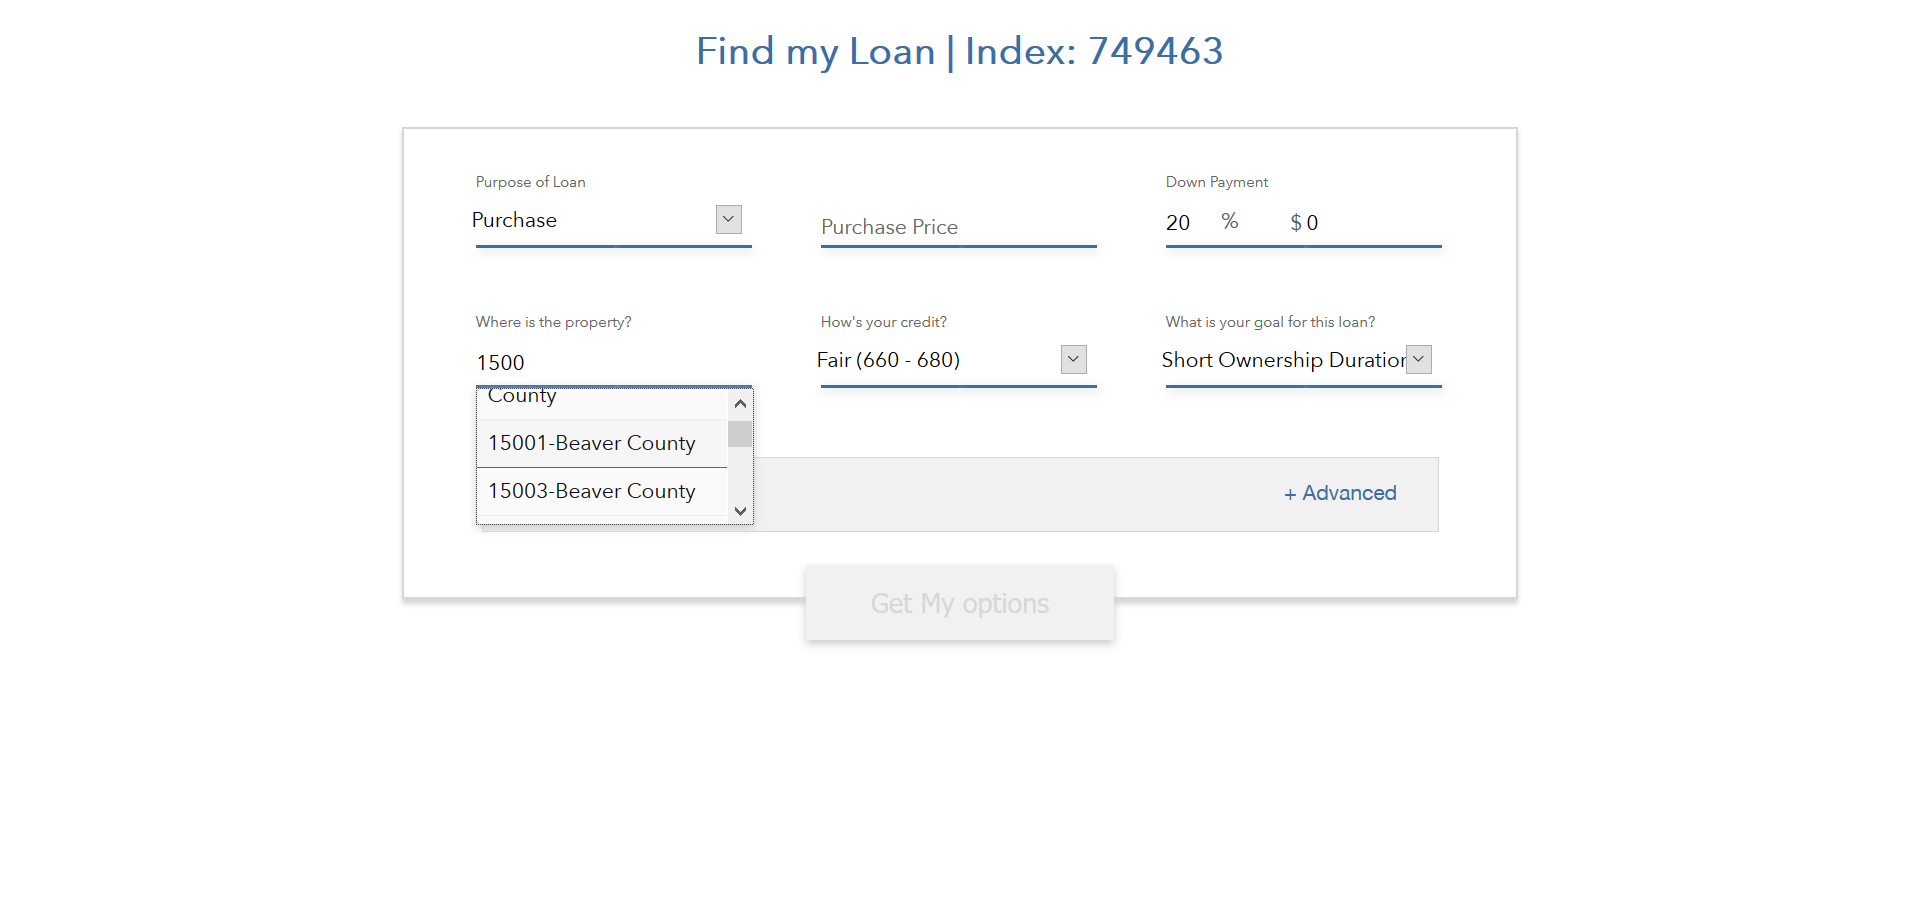 Find my Loan | Index: 749463
Purpose of Loan
Purchase
Purchase Price
Down Payment
20 % $ 0
Where is the property?
1500
County
15001-Beaver County
15003-Beaver County
How's your credit?
Fair (660 - 680)
What is your goal for this loan?
Short Ownership Duration
+ Advanced
Get My options